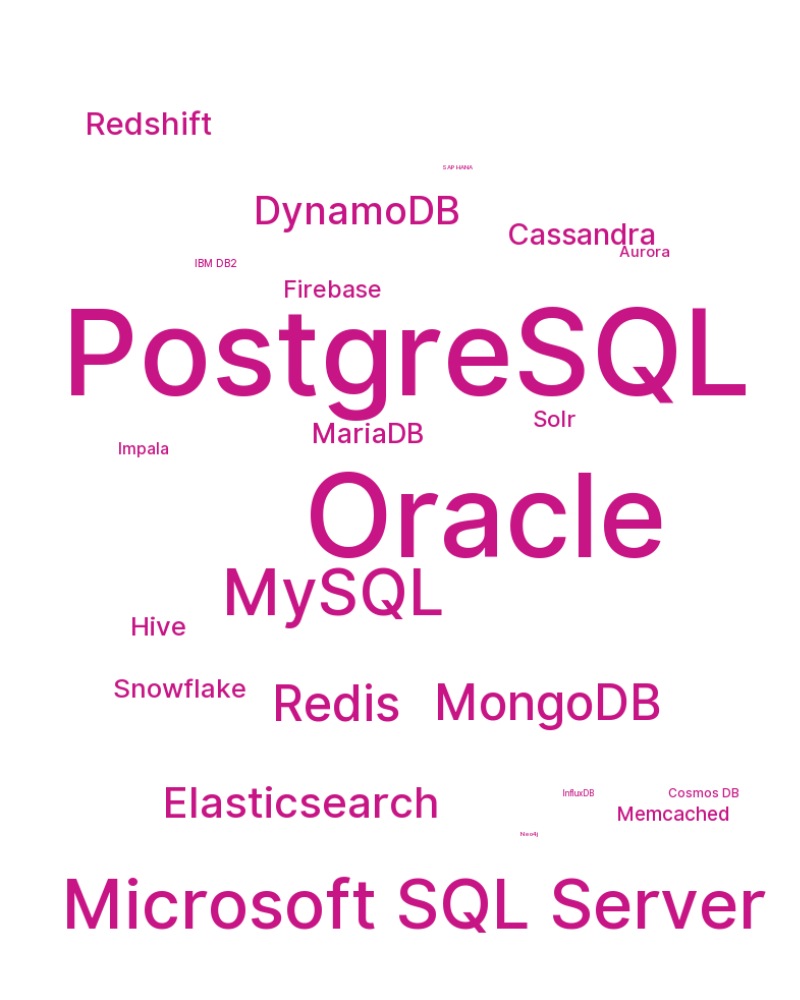 Redshift
SAP HANA
DynamoDB
Cassandra
Aurora
IBM DB2
Firebase
PostgreSQL
Solr
MariaDB
Impala
Oracle
MySQL
Hive
Snowflake
Redis MongoDB
Elasticsearch
InfluxDB
Cosmos DB
Memcached
Neo4j
Microsoft SQL Server